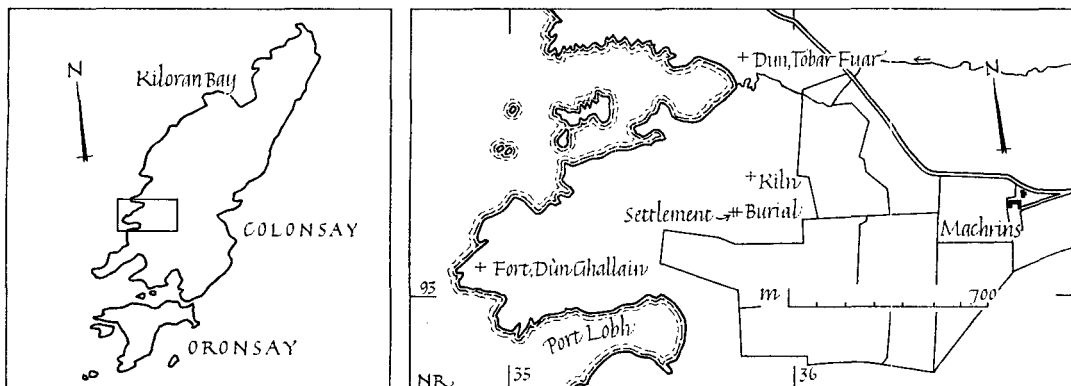 N
Kiloran Bay
COLONSAY
ORONSAY
Dun, Tobar Fuar
N
Kiln
Settlement → Burial
Machrins
Fort, Dùn Ghallain
93
m 700
Port Lobh
NR 35 36